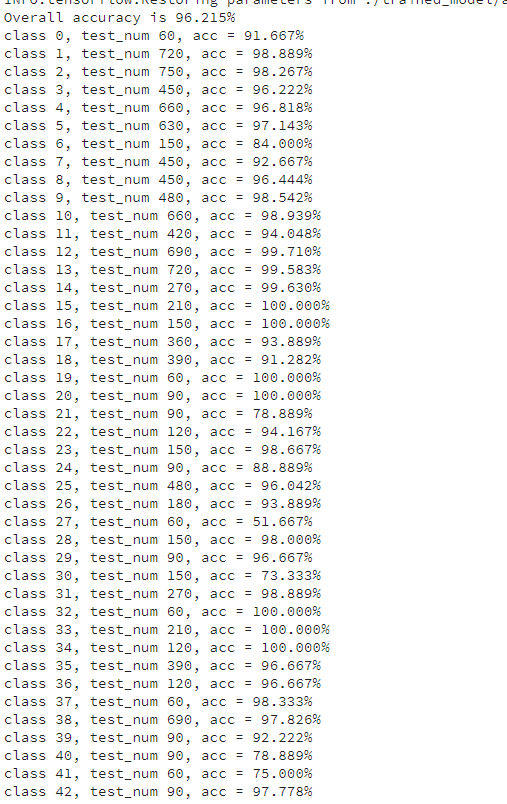 INFO:tensorflow:Restoring parameters from ./trained_model/
Overall accuracy is 96.215%
class 0, test_num 60, acc = 91.667%
class 1, test_num 720, acc = 98.889%
class 2, test_num 750, acc = 98.267%
class 3, test_num 450, acc = 96.222%
class 4, test_num 660, acc = 96.818%
class 5, test_num 630, acc = 97.143%
class 6, test_num 150, acc = 84.000%
class 7, test_num 450, acc = 92.667%
class 8, test_num 450, acc = 96.444%
class 9, test_num 480, acc = 98.542%
class 10, test_num 660, acc = 98.939%
class 11, test_num 420, acc = 94.048%
class 12, test_num 690, acc = 99.710%
class 13, test_num 720, acc = 99.583%
class 14, test_num 270, acc = 99.630%
class 15, test_num 210, acc = 100.000%
class 16, test_num 150, acc = 100.000%
class 17, test_num 360, acc = 93.889%
class 18, test_num 390, acc = 91.282%
class 19, test_num 60, acc = 100.000%
class 20, test_num 90, acc = 100.000%
class 21, test_num 90, acc = 78.889%
class 22, test_num 120, acc = 94.167%
class 23, test_num 150, acc = 98.667%
class 24, test_num 90, acc = 88.889%
class 25, test_num 480, acc = 96.042%
class 26, test_num 180, acc = 93.889%
class 27, test_num 60, acc = 51.667%
class 28, test_num 150, acc = 98.000%
class 29, test_num 90, acc = 96.667%
class 30, test_num 150, acc = 73.333%
class 31, test_num 270, acc = 98.889%
class 32, test_num 60, acc = 100.000%
class 33, test_num 210, acc = 100.000%
class 34, test_num 120, acc = 100.000%
class 35, test_num 390, acc = 96.667%
class 36, test_num 120, acc = 96.667%
class 37, test_num 60, acc = 98.333%
class 38, test_num 690, acc = 97.826%
class 39, test_num 90, acc = 92.222%
class 40, test_num 90, acc = 78.889%
class 41, test_num 60, acc = 75.000%
class 42, test_num 90, acc = 97.778%